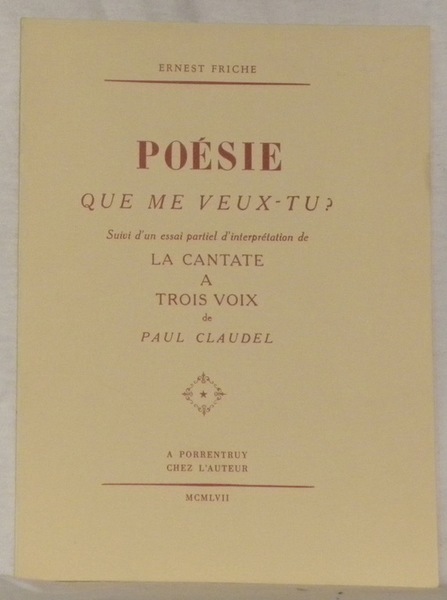 ERNEST FRICHE
POÉSIE
QUE ME VEUX-TU?
Suivi d'un essai partiel d'interprétation de
LA CANTATE
A
TROIS VOIX
de
PAUL CLAUDEL
A PORRENTRUY
CHEZ L'AUTEUR
MCMLVII